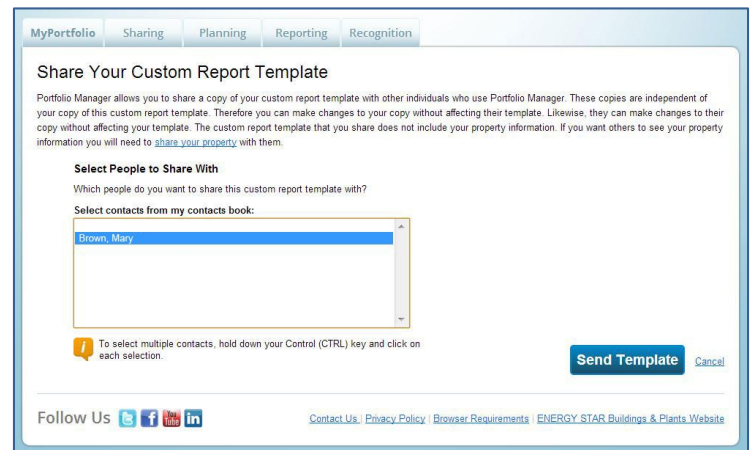 MyPortfolio Sharing Planning Reporting Recognition
Share Your Custom Report Template
Portfolio Manager allows you to share a copy of your custom report template with other individuals who use Portfolio Manager. These copies are independent of
your copy of this custom report template. Therefore you can make changes to your copy without affecting their template. Likewise, they can make changes to their
copy without affecting your template. The custom report template that you share does not include your property information. If you want others to see your property
information you will need to share your property with them.
Select People to Share With
Which people do you want to share this custom report template with?
Select contacts from my contacts book:
Brown, Mary
To select multiple contacts, hold down your Control (CTRL) key and click on
each selection.
Send Template Cancel
Follow Us You Tube in Contact Us | Privacy Policy | Browser Requirements | ENERGY STAR Buildings & Plants Website